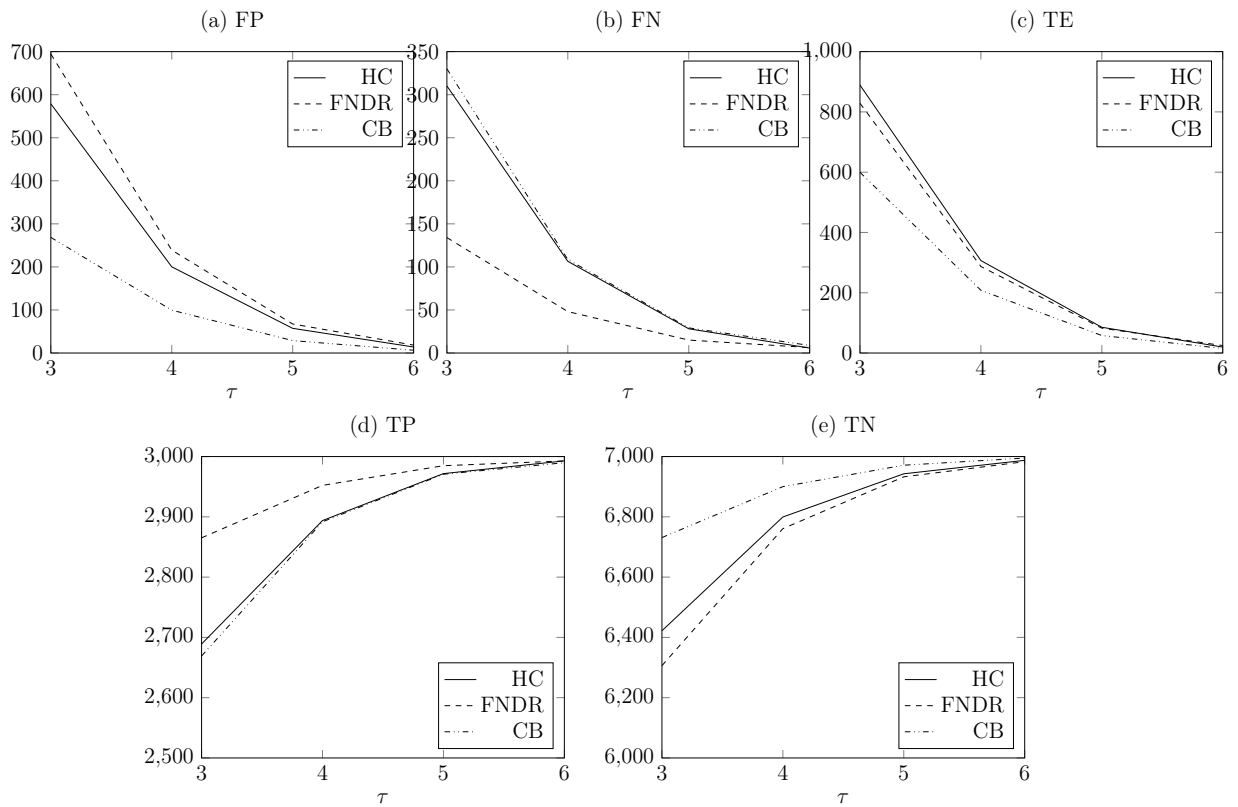 (a) FP
700
600
500
400
300
200
100
0
3
4
5
6
τ
HC
FNDR
CB
(b) FN
350
300
250
200
150
100
50
0
3
4
5
6
τ
HC
FNDR
CB
(c) TE
1,000
800
600
400
200
0
3
4
5
6
τ
HC
FNDR
CB
(d) TP
3,000
2,900
2,800
2,700
2,600
2,500
3
4
5
6
τ
HC
FNDR
CB
(e) TN
7,000
6,800
6,600
6,400
6,200
6,000
3
4
5
6
τ
HC
FNDR
CB